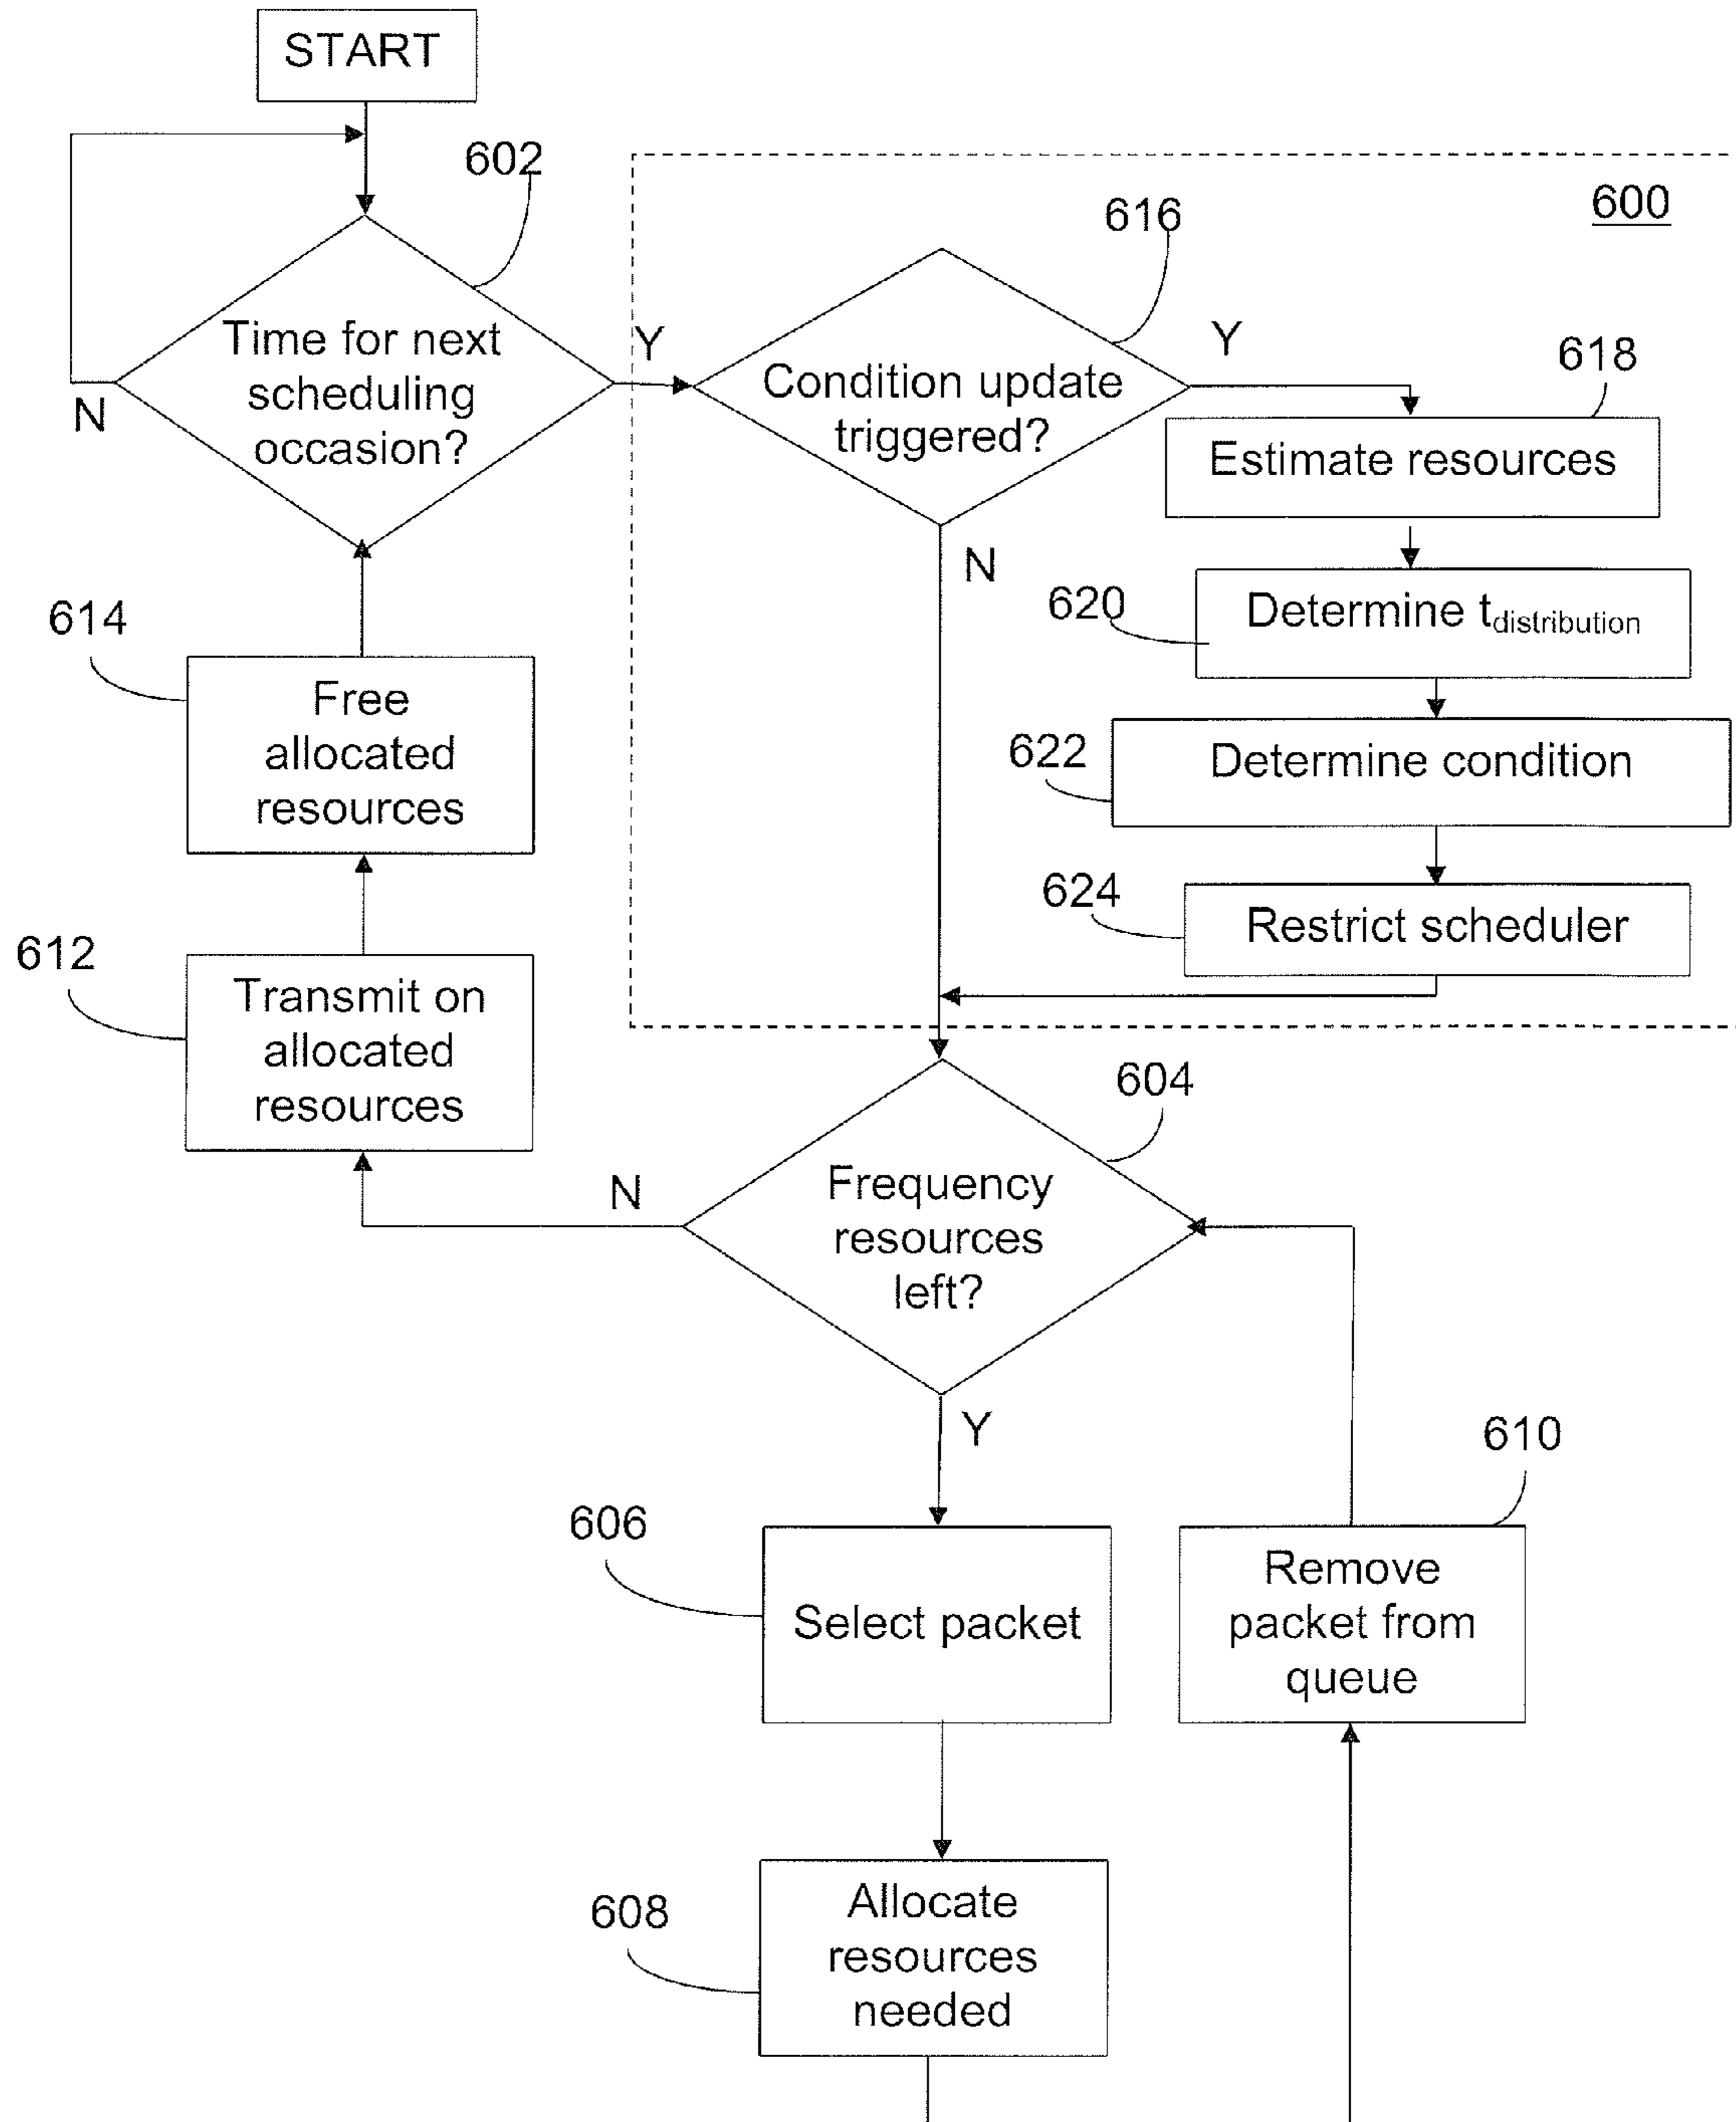 START
602
600
616
Time for next
scheduling
occasion?
Y
N
Condition update
triggered?
Y
N
618
Estimate resources
620
Determine tdistribution
622
Determine condition
624
Restrict scheduler
614
Free
allocated
resources
612
Transmit on
allocated
resources
604
Frequency
resources
left?
N
Y
606
Select packet
610
Remove
packet from
queue
608
Allocate
resources
needed